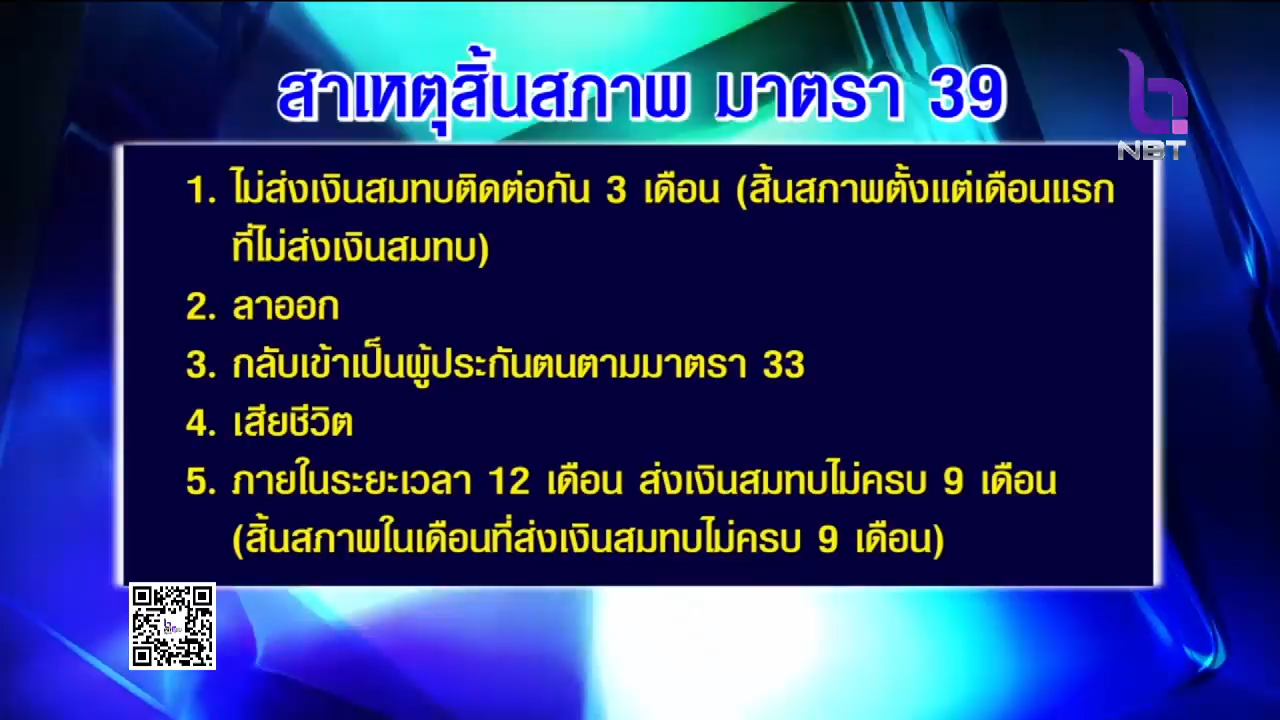 สาเหตุสิ้นสภาพ มาตรา 39
NBT
1. ไม่ส่งเงินสมทบติดต่อกัน 3 เดือน (สิ้นสภาพตั้งแต่เดือนแรก
ที่ไม่ส่งเงินสมทบ)
2. ลาออก
3. กลับเข้าเป็นผู้ประกันตนตามมาตรา 33
4. เสียชีวิต
5. ภายในระยะเวลา 12 เดือน ส่งเงินสมทบไม่ครบ 9 เดือน
(สิ้นสภาพในเดือนที่ส่งเงินสมทบไม่ครบ 9 เดือน)